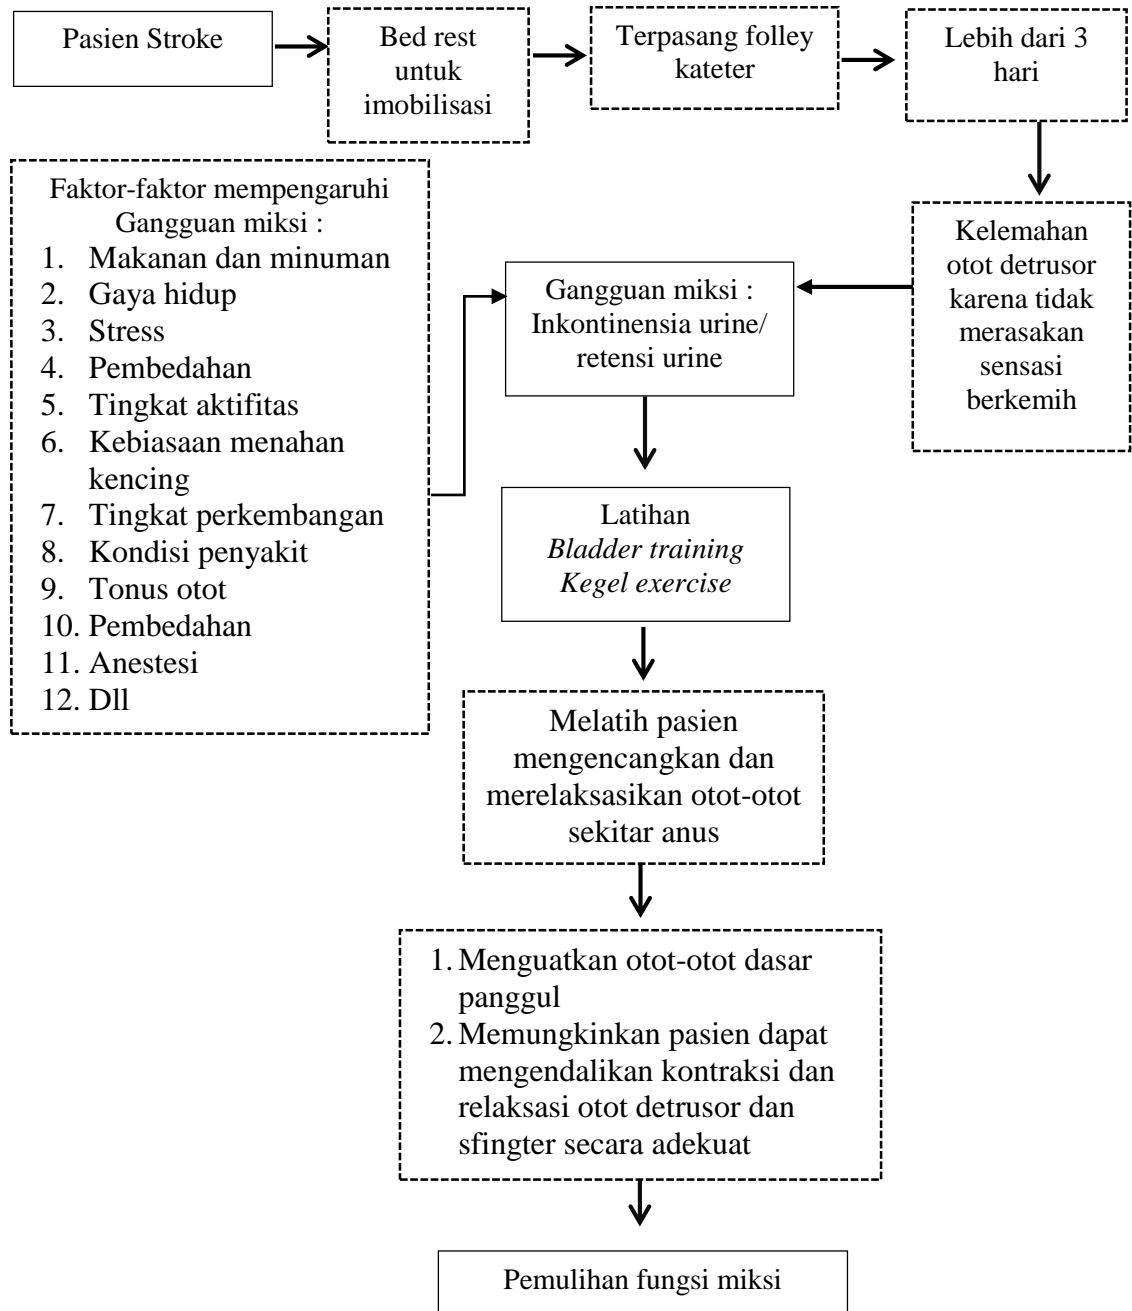 Pasien Stroke
Bed rest
untuk
imobilisasi
Terpasang folley
kateter
Lebih dari 3
hari
Faktor-faktor mempengaruhi
Gangguan miksi :
1. Makanan dan minuman
2. Gaya hidup
3. Stress
4. Pembedahan
5. Tingkat aktifitas
6. Kebiasaan menahan
kencing
7. Tingkat perkembangan
8. Kondisi penyakit
9. Tonus otot
10. Pembedahan
11. Anestesi
12. Dll
Gangguan miksi :
Inkontinensia urine/
retensi urine
Kelemahan
otot detrusor
karena tidak
merasakan
sensasi
berkemih
Latihan
Bladder training
Kegel exercise
Melatih pasien
mengencangkan dan
merelaksasikan otot-otot
sekitar anus
1. Menguatkan otot-otot dasar
panggul
2. Memungkinkan pasien dapat
mengendalikan kontraksi dan
relaksasi otot detrusor dan
sfingter secara adekuat
Pemulihan fungsi miksi